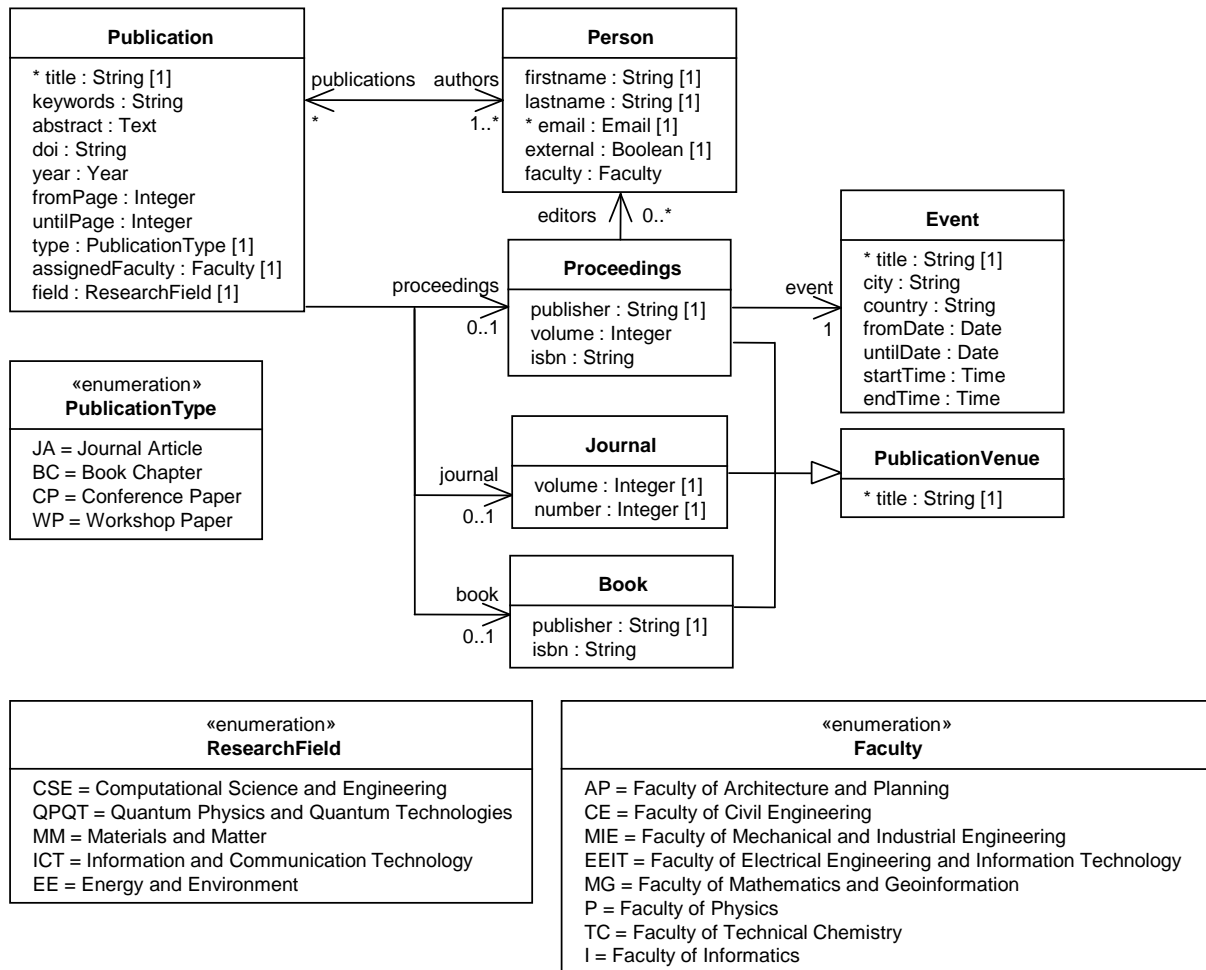 Publication
* title : String [1]
keywords : String
abstract : Text
doi : String
year : Year
fromPage : Integer
untilPage : Integer
type : PublicationType [1]
assignedFaculty : Faculty [1]
field : ResearchField [1]
publications
authors
*
1..*
Person
firstname : String [1]
lastname : String [1]
* email : Email [1]
external : Boolean [1]
faculty : Faculty
editors
0..*
proceedings
0..1
Proceedings
publisher : String [1]
volume : Integer
isbn : String
event
1
Event
* title : String [1]
city : String
country : String
fromDate : Date
untilDate : Date
startTime : Time
endTime : Time
«enumeration»
PublicationType
JA = Journal Article
BC = Book Chapter
CP = Conference Paper
WP = Workshop Paper
journal
0..1
Journal
volume : Integer [1]
number : Integer [1]
PublicationVenue
* title : String [1]
book
0..1
Book
publisher : String [1]
isbn : String
«enumeration»
ResearchField
CSE = Computational Science and Engineering
QPQT = Quantum Physics and Quantum Technologies
MM = Materials and Matter
ICT = Information and Communication Technology
EE = Energy and Environment
«enumeration»
Faculty
AP = Faculty of Architecture and Planning
CE = Faculty of Civil Engineering
MIE = Faculty of Mechanical and Industrial Engineering
EEIT = Faculty of Electrical Engineering and Information Technology
MG = Faculty of Mathematics and Geoinformation
P = Faculty of Physics
TC = Faculty of Technical Chemistry
I = Faculty of Informatics